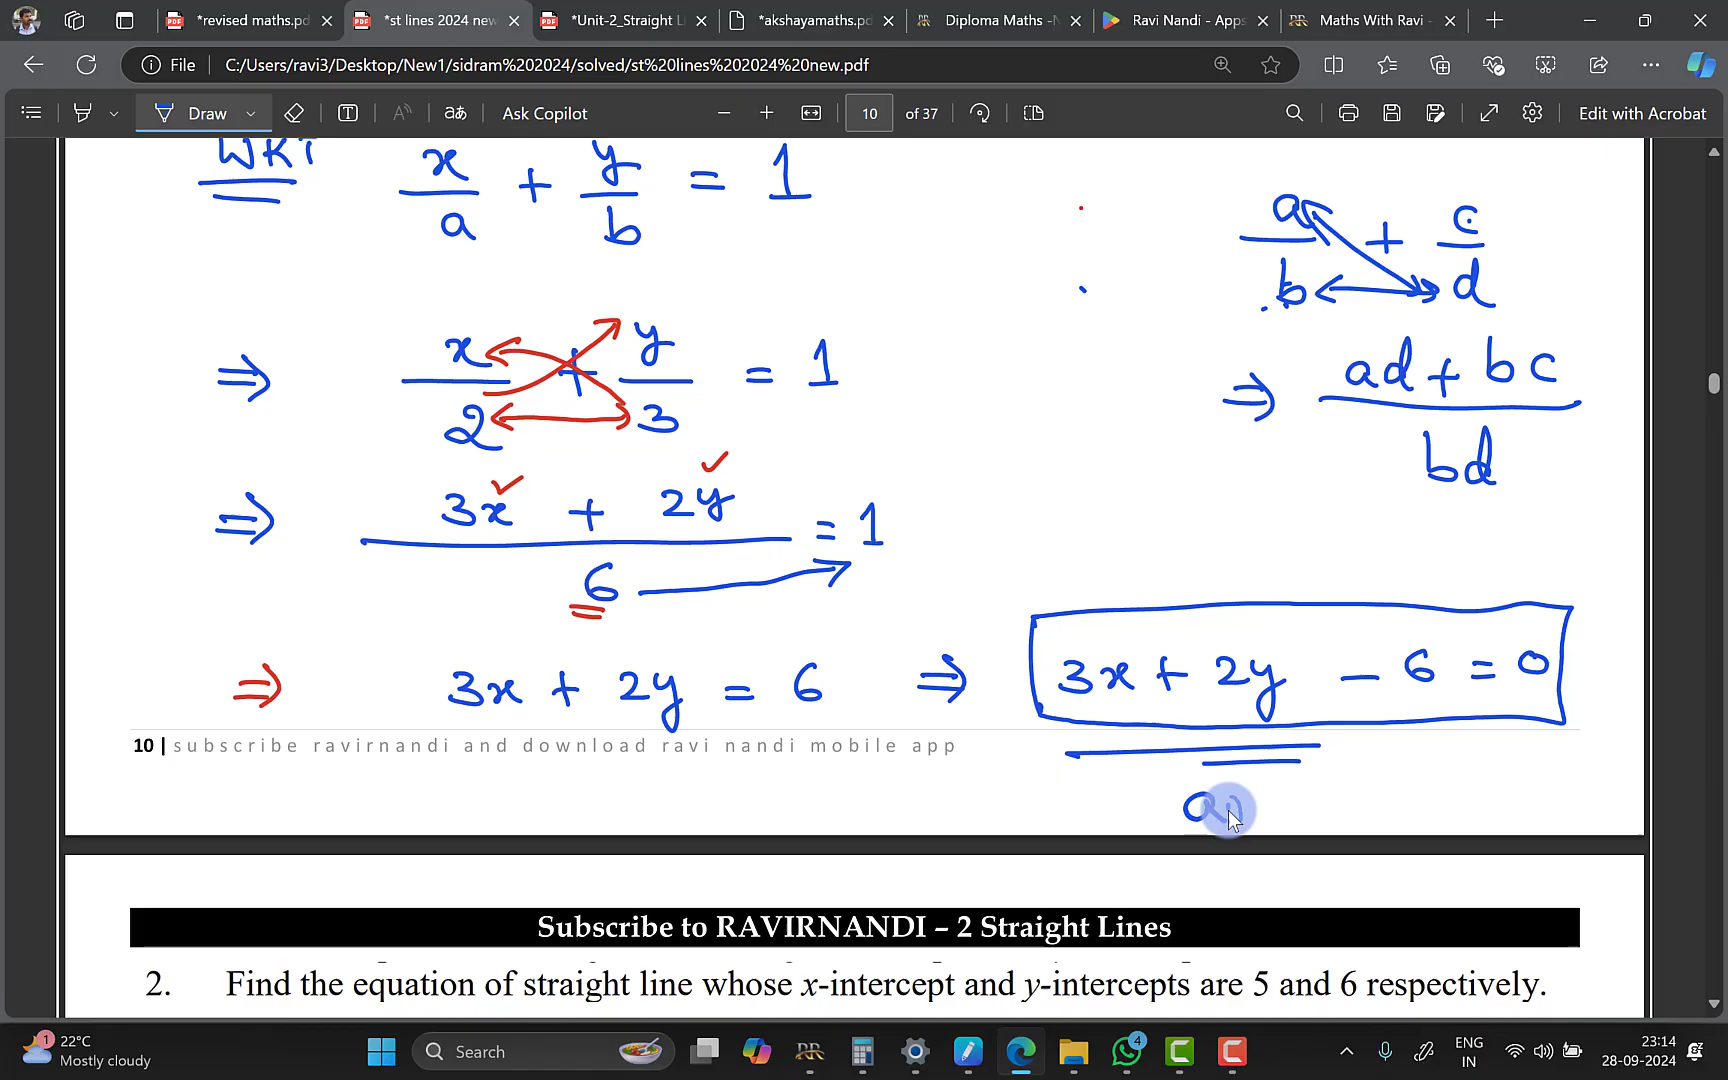 *revised maths.pd
*st lines 2024 new
*Unit-2_Straight L
*akshayamaths.pd
Diploma Maths -N
Ravi Nandi - Apps
Maths With Ravi -
File
C:/Users/ravi3/Desktop/New1/sidram%202024/solved/st%20lines%202024%20new.pdf
Draw
Ask Copilot
10 of 37
Edit with Acrobat
WKT x/a + y/b = 1
a/b + c/d
⇒ x/2 + y/3 = 1
⇒ ad + bc / bd
⇒ 3x + 2y / 6 = 1
⇒ 3x + 2y = 6 ⇒ 3x + 2y - 6 = 0
10 | subscribe ravirnandi and download ravi nandi mobile app
Subscribe to RAVIRNANDI – 2 Straight Lines
2. Find the equation of straight line whose x-intercept and y-intercepts are 5 and 6 respectively.
1
22°C
Mostly cloudy
Search
4
ENG
IN
23:14
28-09-2024